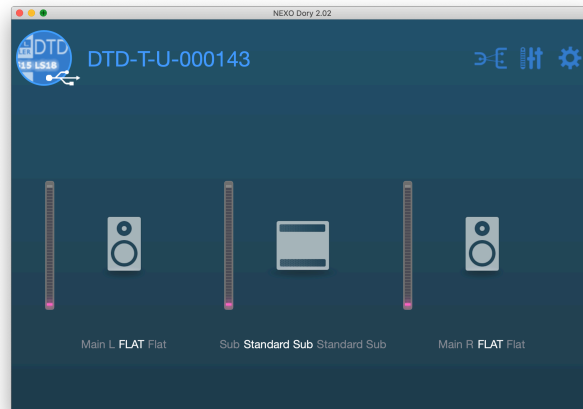 NEXO Dory 2.02
DTD
LS18
DTD-T-U-000143
Main L FLAT Flat
Sub Standard Sub Standard Sub
Main R FLAT Flat